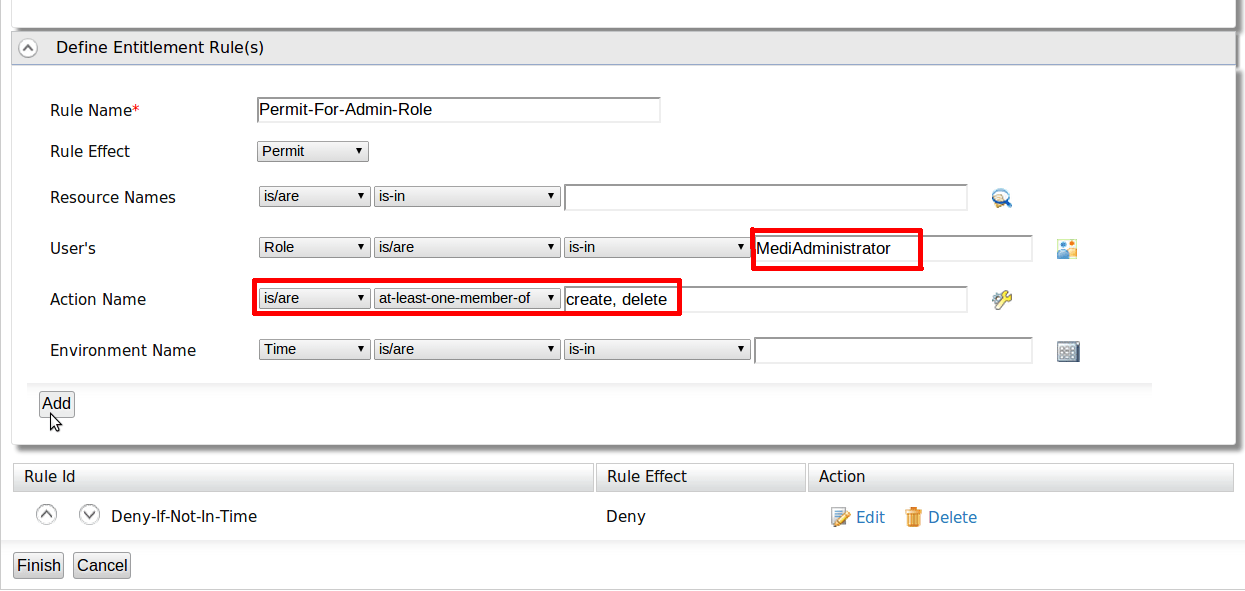 Define Entitlement Rule(s)
Rule Name* Permit-For-Admin-Role
Rule Effect Permit
Resource Names is/are is-in
User's Role is/are is-in MediAdministrator
Action Name is/are at-least-one-member-of create, delete
Environment Name Time is/are is-in
Add
Rule Id Rule Effect Action
Deny-If-Not-In-Time Deny Edit Delete
Finish Cancel